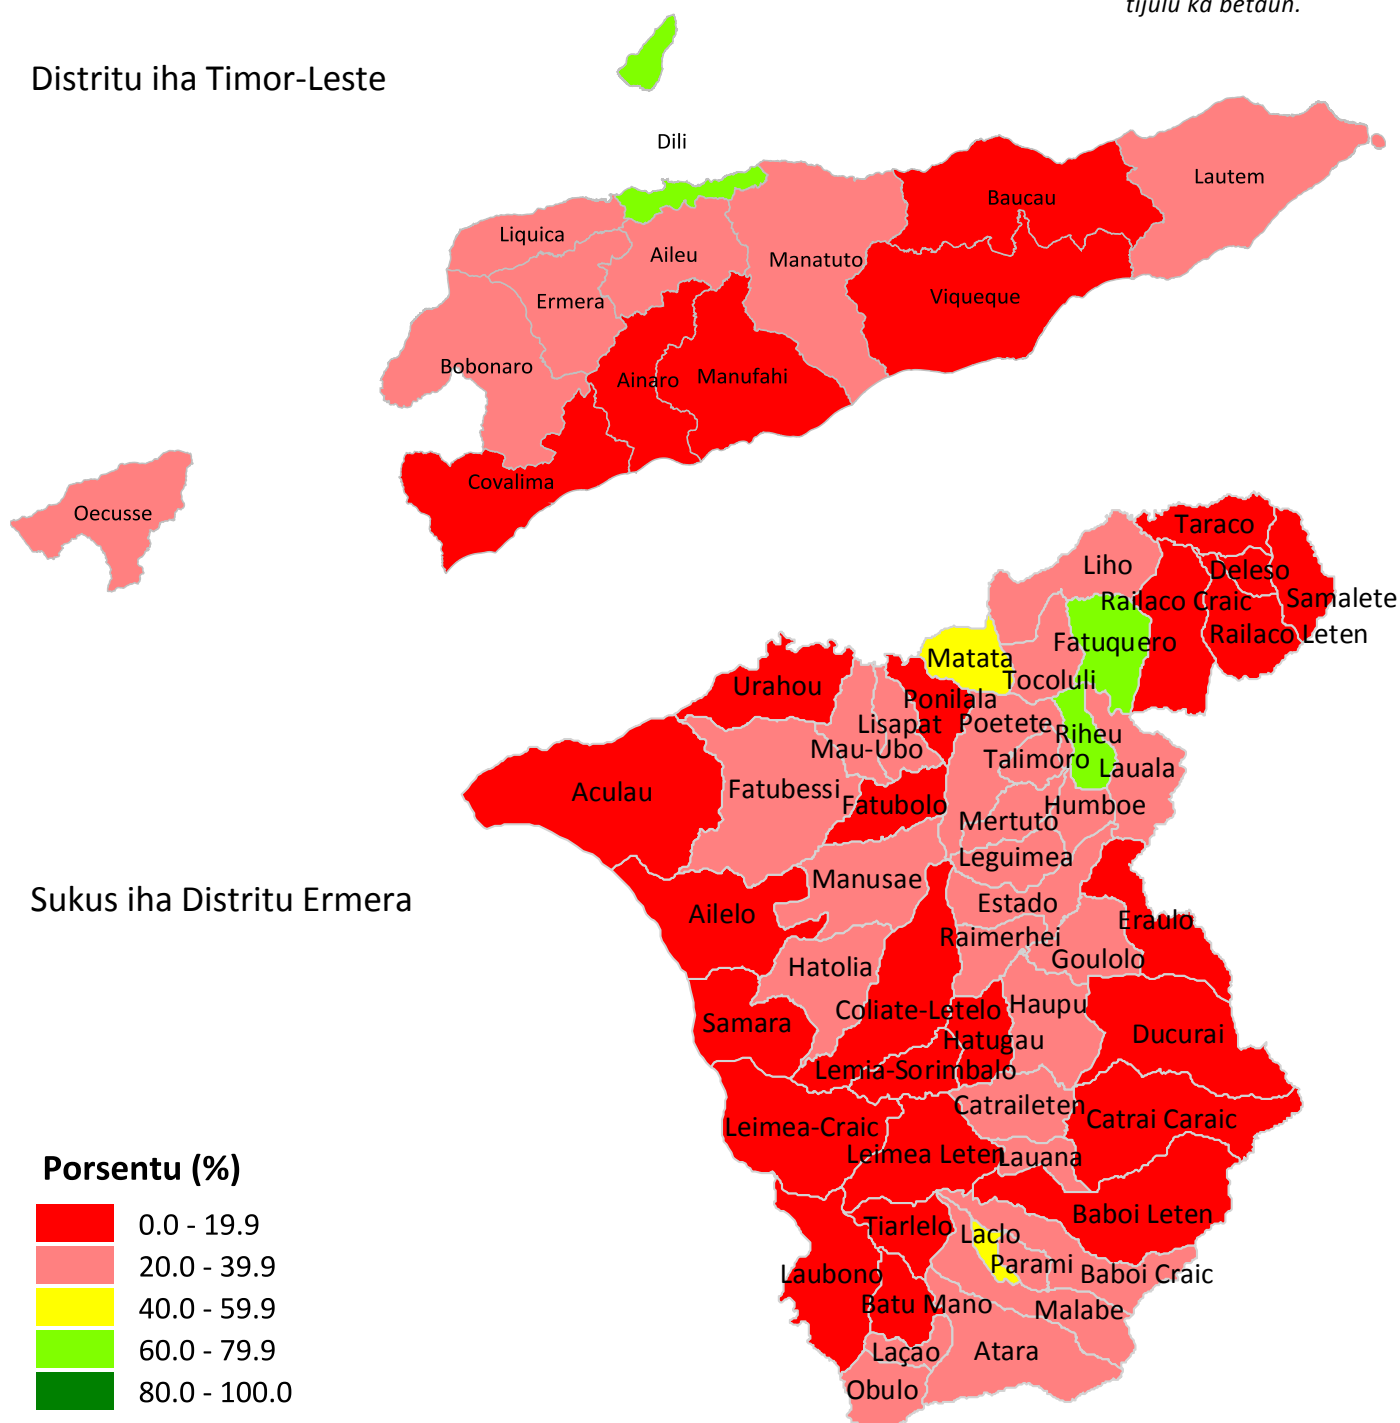 tijulu ka betaun.
Distritu iha Timor-Leste
Dili
Lautem
Baucau
Liquica
Aileu
Manatuto
Viqueque
Ermera
Bobonaro
Ainaro
Manufahi
Covalima
Oecusse
Taraco
Liho
Deleso
Railaco Craic
Samalete
Fatuquero
Railaco Leten
Matata
Tocoluli
Urahou
Ponilala
Lisapat
Poetete
Riheu
Mau-Ubo
Talimoro
Lauala
Aculau
Fatubessi
Fatubolo
Humboe
Mertuto
Leguimea
Manusae
Sukus iha Distritu Ermera
Estado
Ailelo
Eraulo
Raimerhei
Goulolo
Hatolia
Haupu
Coliate-Letelo
Samara
Ducurai
Hatugau
Lemia-Sorimbalo
Catraileten
Catrai Caraic
Leimea-Craic
Leimea Leten
Lauana
Porsentu (%)
Baboi Leten
0.0 - 19.9
Tiarlelo
Laclo
20.0 - 39.9
Parami
Laubono
Baboi Craic
40.0 - 59.9
Batu Mano
Malabe
60.0 - 79.9
Laçao
Atara
80.0 - 100.0
Obulo